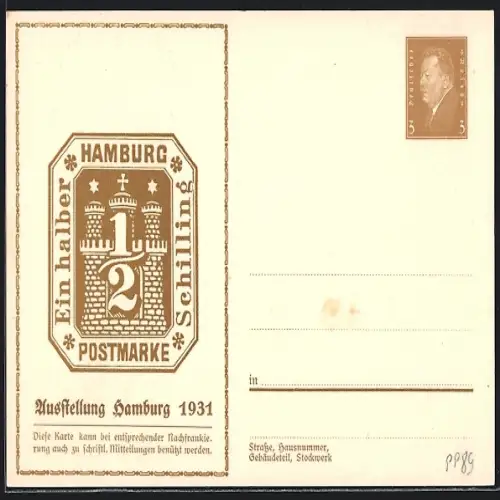 HAMBURG
Ein halber
1/2
Schilling
POSTMARKE
Ausstellung Hamburg 1931
Diese Karte kann bei entsprechender Nachfrankie-
rung auch zu schriftl. Mitteilungen benützt werden.
Deutsches Reich
3 3
in
Straße, Hausnummer,
Gebäudeteil, Stockwerk
PP89